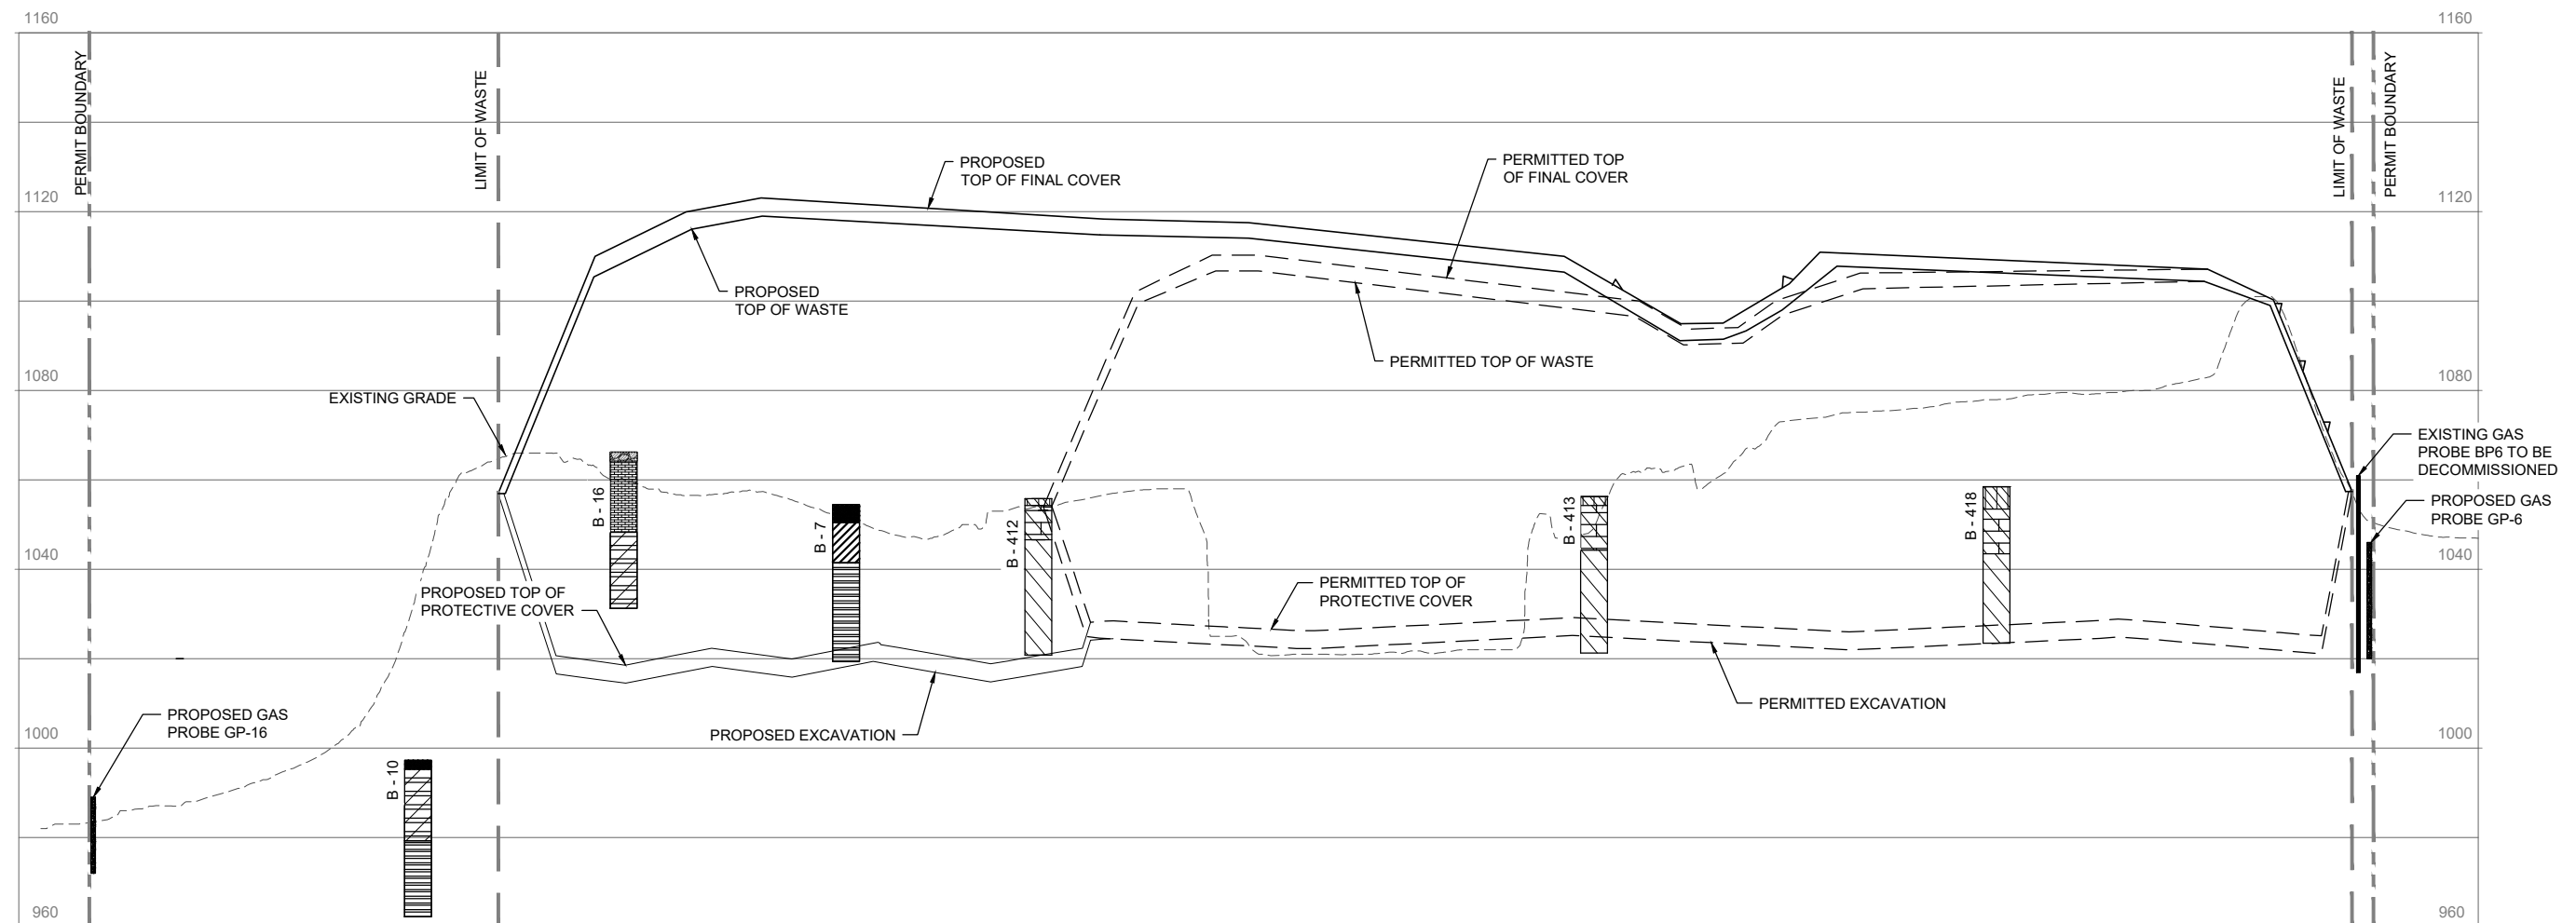 1160
1160
PERMIT BOUNDARY
LIMIT OF WASTE
LIMIT OF WASTE
PERMIT BOUNDARY
PROPOSED
TOP OF FINAL COVER
PERMITTED TOP
OF FINAL COVER
1120
1120
PROPOSED
TOP OF WASTE
PERMITTED TOP OF WASTE
1080
1080
EXISTING GRADE
EXISTING GAS
PROBE BP6 TO BE
DECOMMISSIONED
PROPOSED GAS
PROBE GP-6
B - 16
B - 7
B - 412
B - 413
B - 418
1040
1040
PROPOSED TOP OF
PROTECTIVE COVER
PERMITTED TOP OF
PROTECTIVE COVER
PERMITTED EXCAVATION
PROPOSED GAS
PROBE GP-16
PROPOSED EXCAVATION
1000
1000
B - 10
960
960